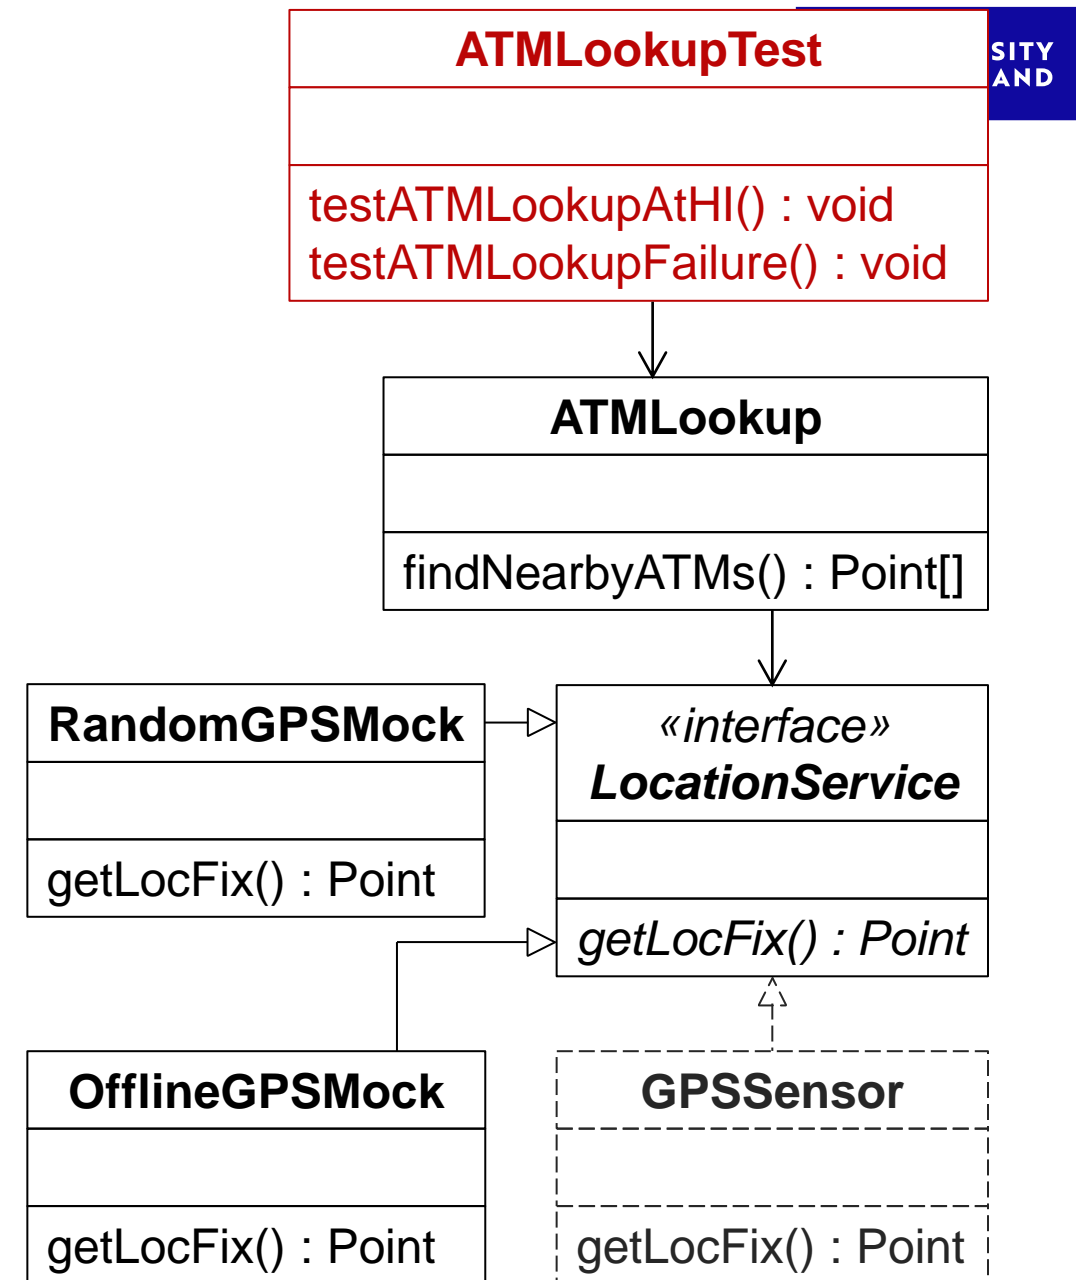 ATMLookupTest
SITY
AND
testATMLookupAtHI() : void
testATMLookupFailure() : void
ATMLookup
findNearbyATMs() : Point[]
RandomGPSMock
getLocFix() : Point
«interface»
LocationService
getLocFix() : Point
OfflineGPSMock
getLocFix() : Point
GPSSensor
getLocFix() : Point